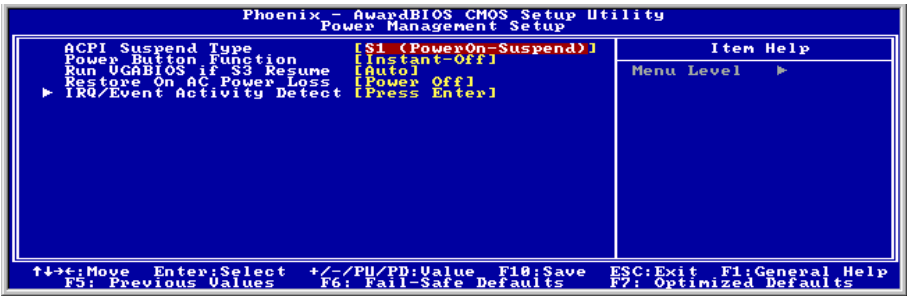 Phoenix - AwardBIOS CMOS Setup Utility
Power Management Setup
ACPI Suspend Type [S1 (PowerOn-Suspend)]
Power Button Function [Instant-Off]
Run VGABIOS if S3 Resume [Auto]
Restore On AC Power Loss [Power Off]
► IRQ/Event Activity Detect [Press Enter]
Item Help
Menu Level ►
↑↓→←:Move Enter:Select +/-/PU/PD:Value F10:Save ESC:Exit F1:General Help
F5: Previous Values F6: Fail-Safe Defaults F7: Optimized Defaults